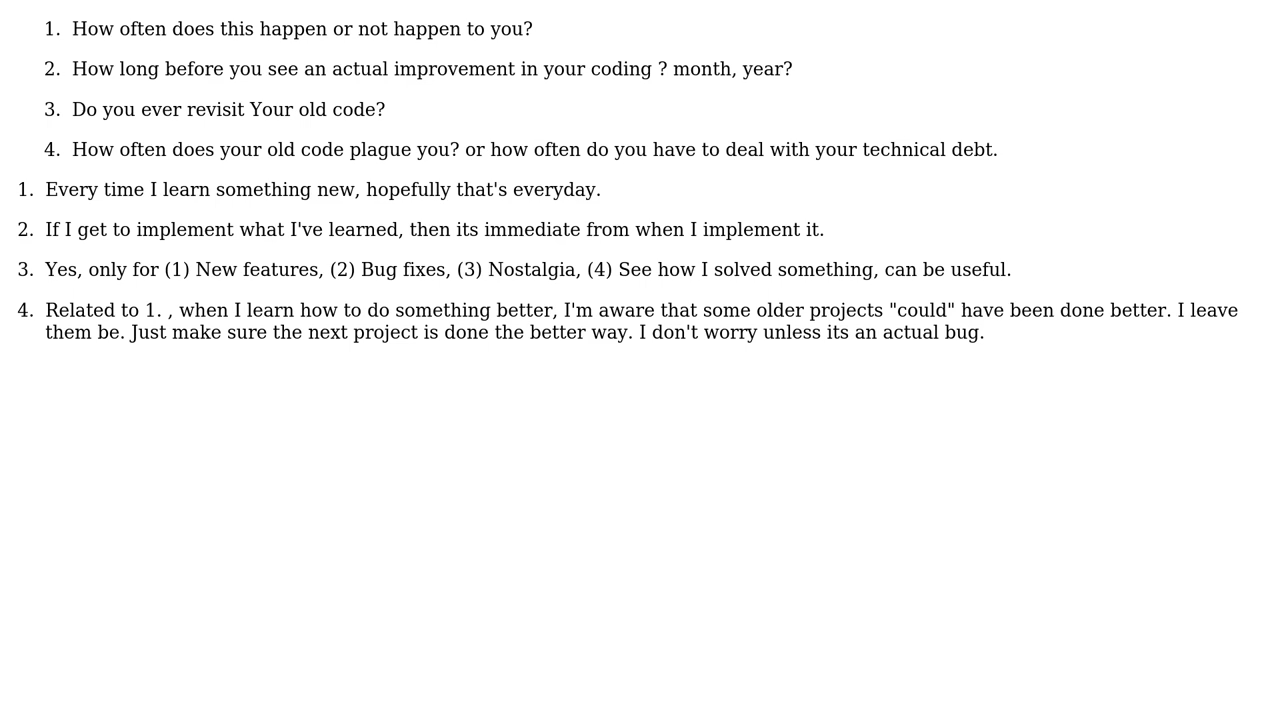 1. How often does this happen or not happen to you?
2. How long before you see an actual improvement in your coding ? month, year?
3. Do you ever revisit Your old code?
4. How often does your old code plague you? or how often do you have to deal with your technical debt.
1. Every time I learn something new, hopefully that's everyday.
2. If I get to implement what I've learned, then its immediate from when I implement it.
3. Yes, only for (1) New features, (2) Bug fixes, (3) Nostalgia, (4) See how I solved something, can be useful.
4. Related to 1. , when I learn how to do something better, I'm aware that some older projects "could" have been done better. I leave
them be. Just make sure the next project is done the better way. I don't worry unless its an actual bug.